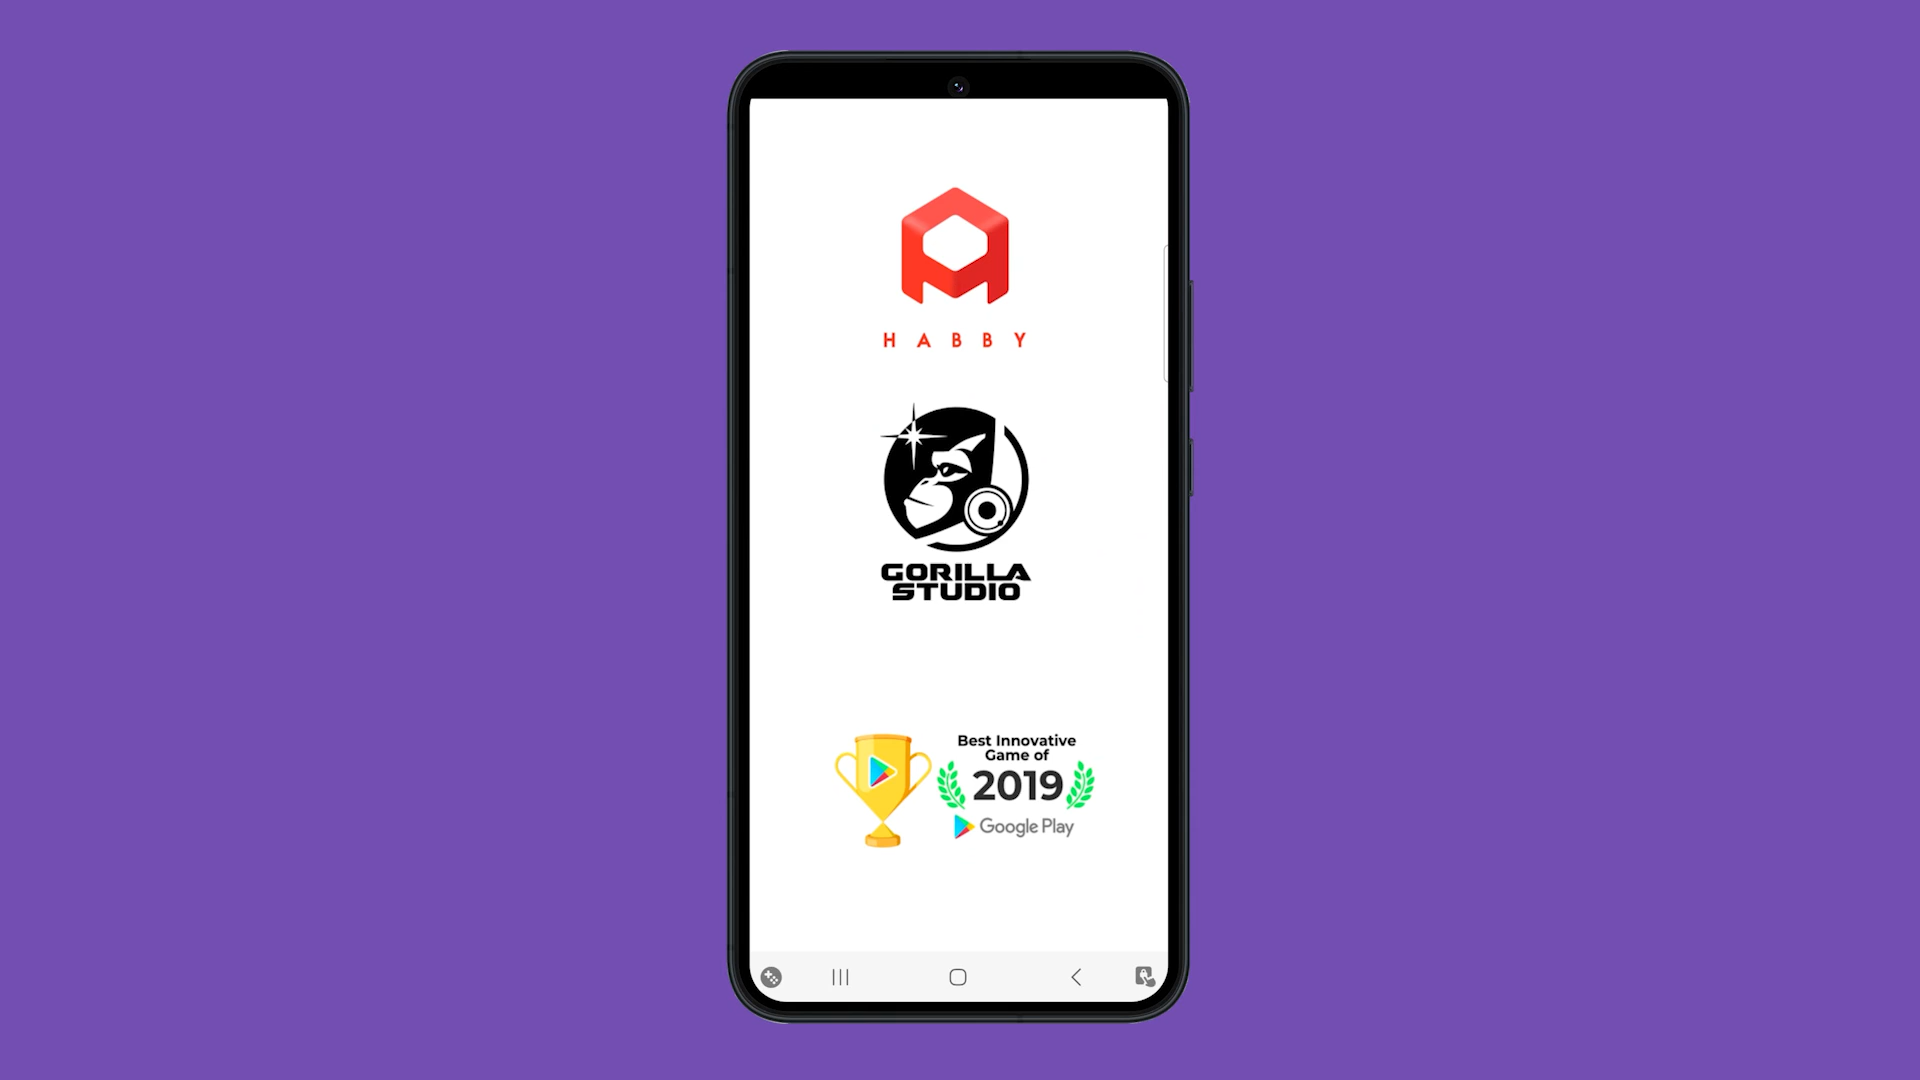 HABBY
GORILLA
STUDIO
Best Innovative
Game of
2019
Google Play